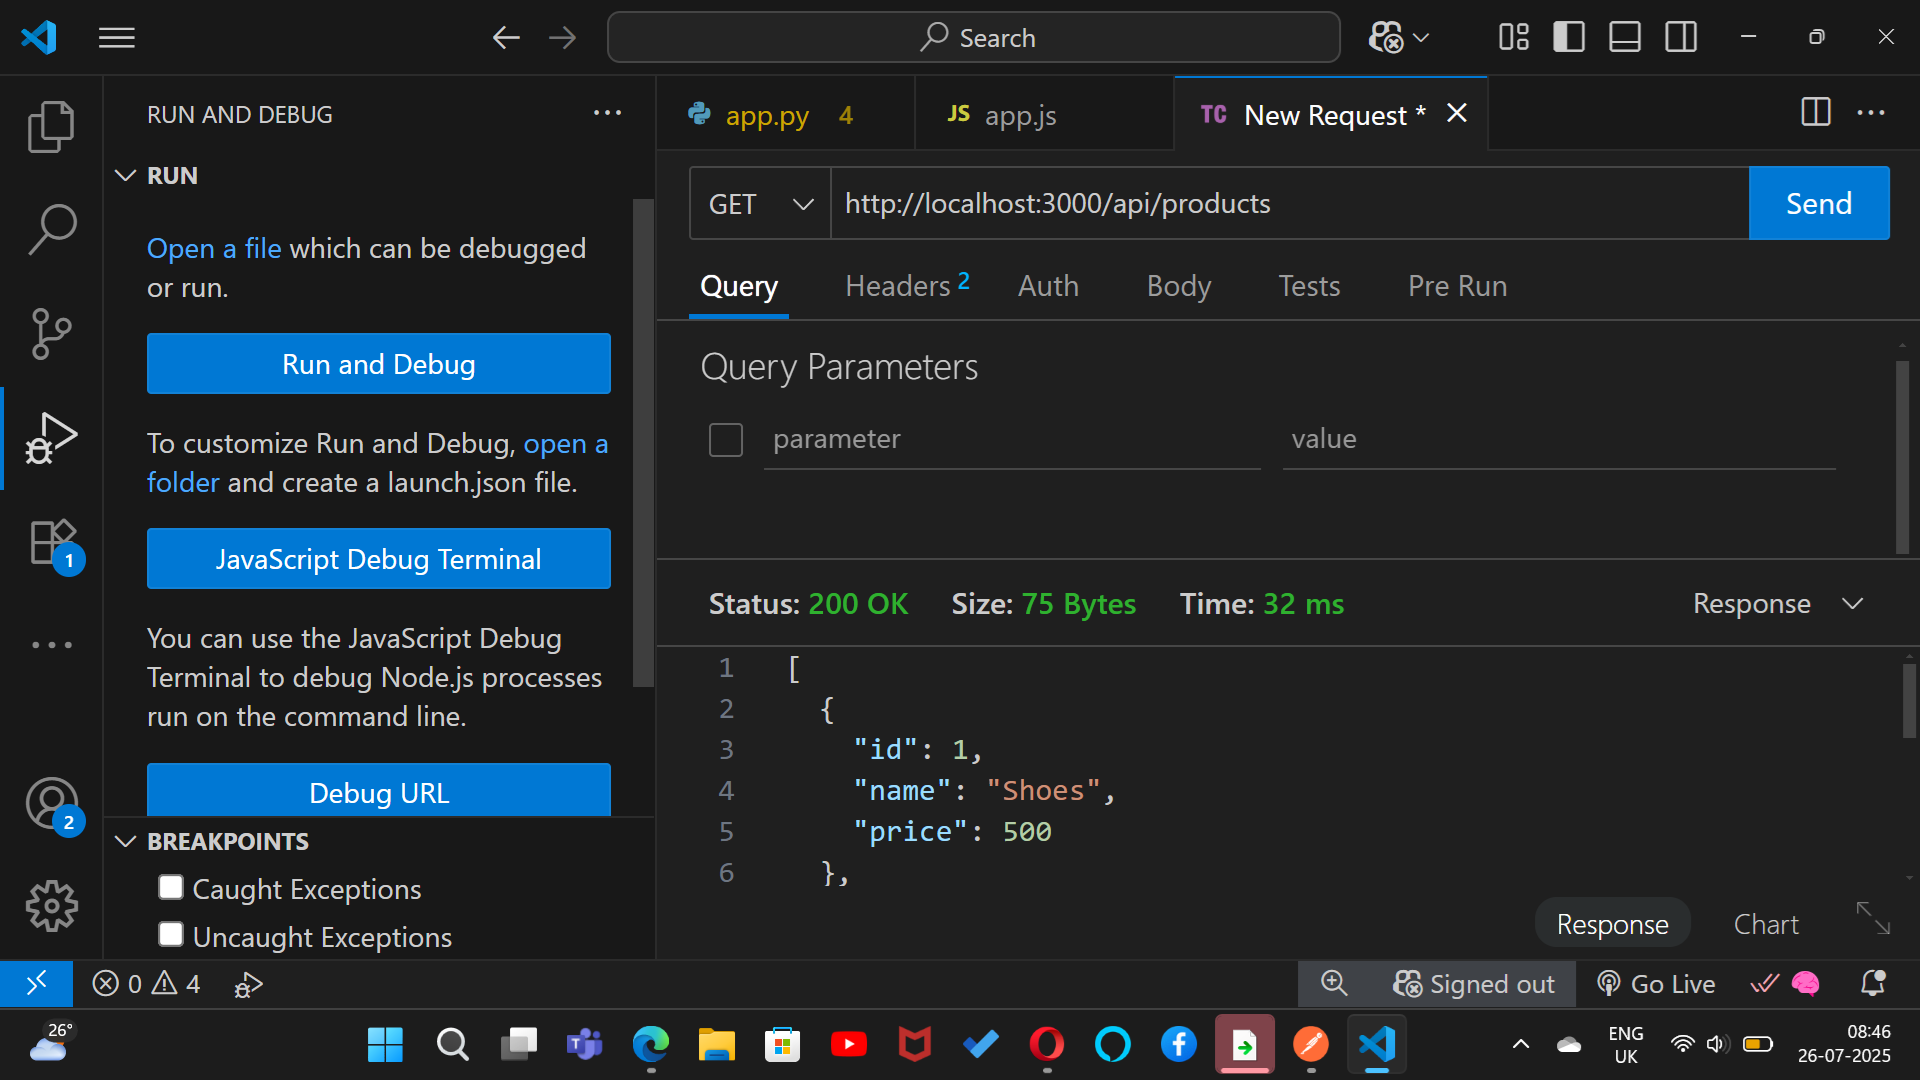 Search
RUN AND DEBUG
RUN
Open a file which can be debugged
or run.
Run and Debug
To customize Run and Debug, open a
folder and create a launch.json file.
JavaScript Debug Terminal
You can use the JavaScript Debug
Terminal to debug Node.js processes
run on the command line.
Debug URL
BREAKPOINTS
Caught Exceptions
Uncaught Exceptions
1
2
app.py 4
JS app.js
TC New Request *
GET
http://localhost:3000/api/products
Send
Query
Headers 2
Auth
Body
Tests
Pre Run
Query Parameters
parameter
value
Status: 200 OK
Size: 75 Bytes
Time: 32 ms
Response
1 [
2 {
3 "id": 1,
4 "name": "Shoes",
5 "price": 500
6 },
Response
Chart
0 4
Signed out
Go Live
26°
ENG
UK
08:46
26-07-2025